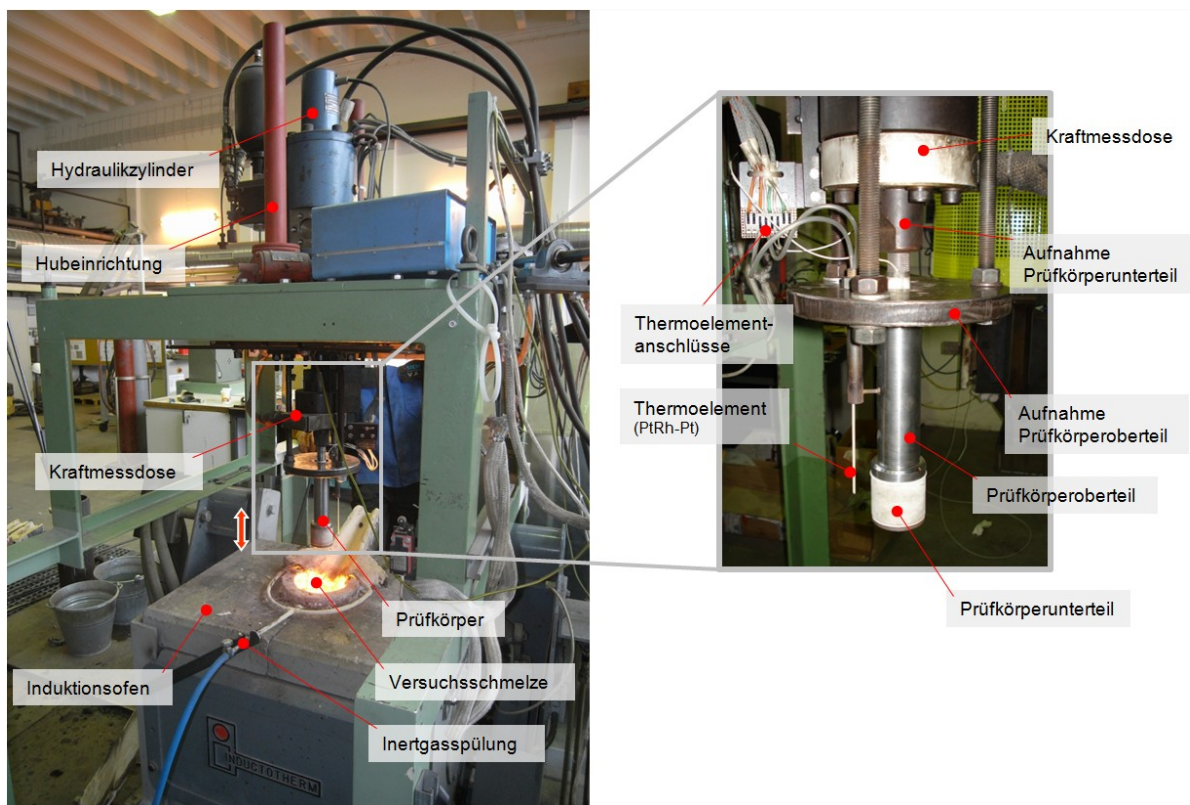 Hydraulikzylinder
Hubeinrichtung
Kraftmessdose
Induktionsofen
Prüfkörper
Versuchsschmelze
Inertgasspülung
INDUCTOTHERM
Kraftmessdose
Aufnahme
Prüfkörperunterteil
Thermoelement-
anschlüsse
Thermoelement
(PtRh-Pt)
Aufnahme
Prüfkörperoberteil
Prüfkörperoberteil
Prüfkörperunterteil